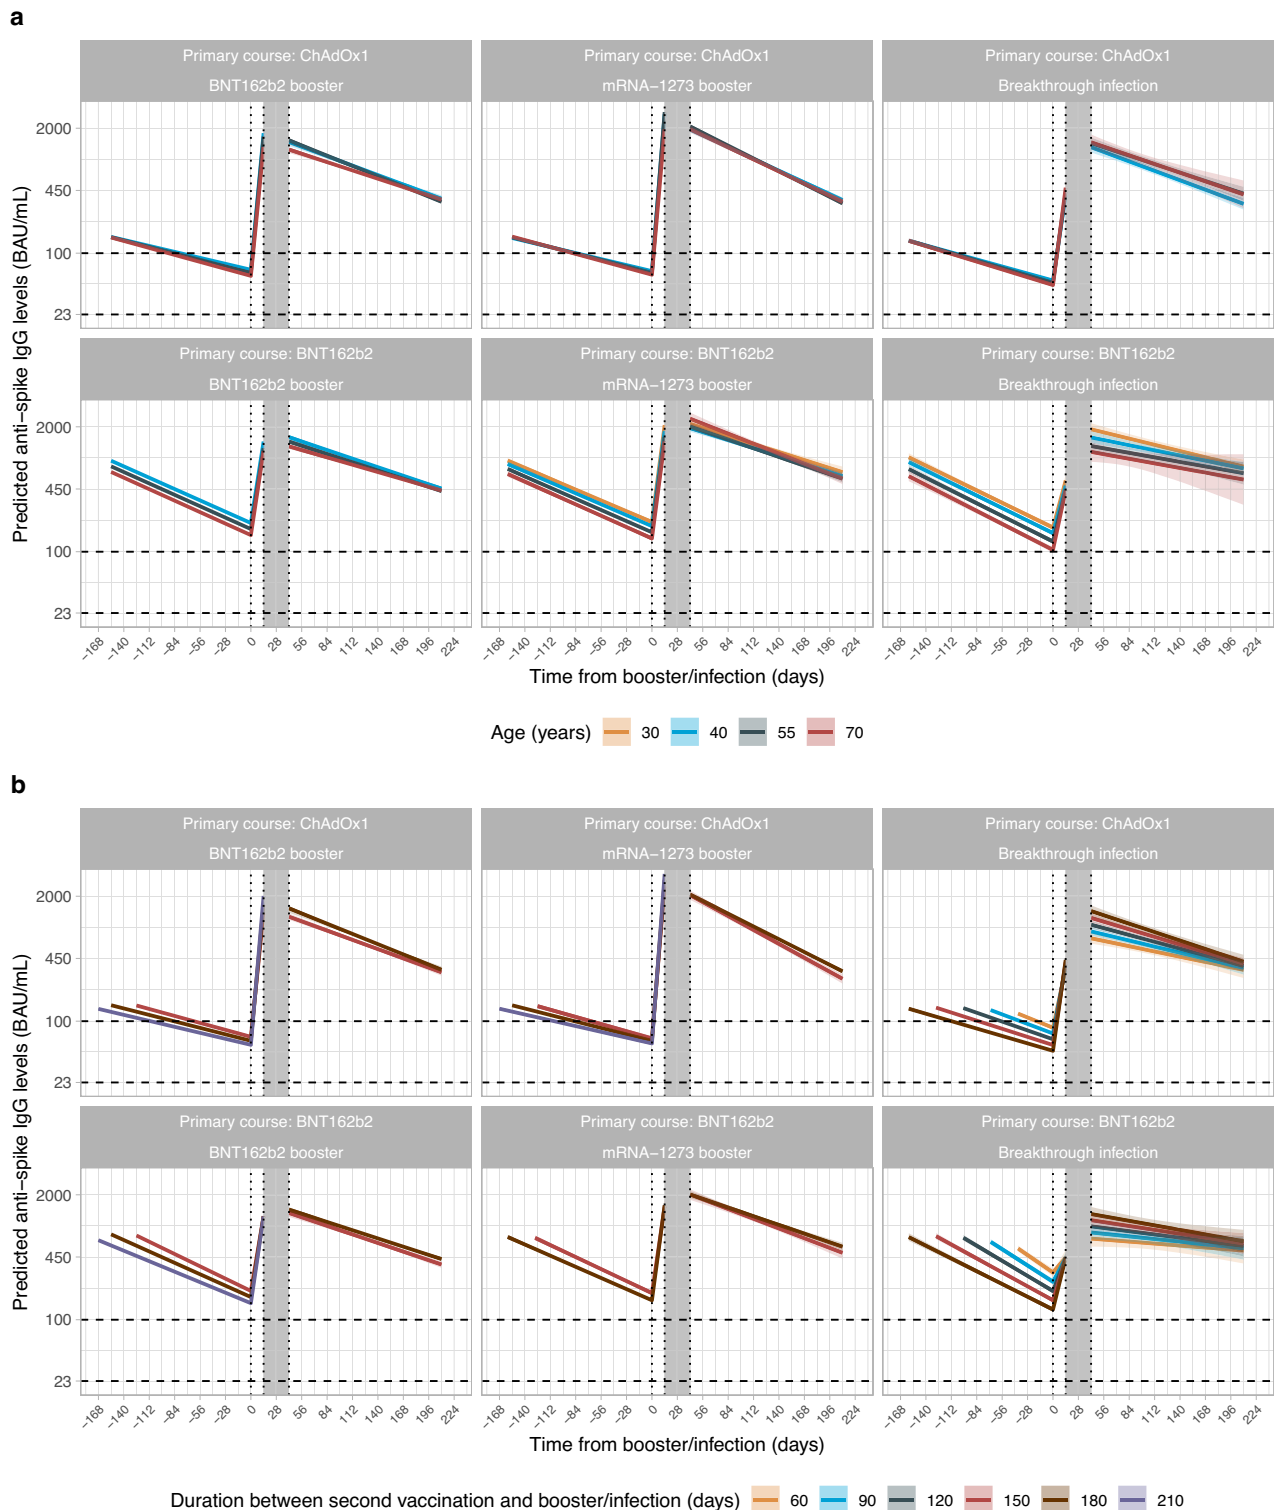 a
Primary course: ChAdOx1
BNT162b2 booster
Primary course: ChAdOx1
mRNA−1273 booster
Primary course: ChAdOx1
Breakthrough infection
2000
450
100
23
Primary course: BNT162b2
BNT162b2 booster
Primary course: BNT162b2
mRNA−1273 booster
Primary course: BNT162b2
Breakthrough infection
2000
450
100
23
Predicted anti−spike IgG levels (BAU/mL)
−168 −140 −112 −84 −56 −28 0 28 56 84 112 140 168 196 224
−168 −140 −112 −84 −56 −28 0 28 56 84 112 140 168 196 224
−168 −140 −112 −84 −56 −28 0 28 56 84 112 140 168 196 224
Time from booster/infection (days)
Age (years) 30 40 55 70
b
Primary course: ChAdOx1
BNT162b2 booster
Primary course: ChAdOx1
mRNA−1273 booster
Primary course: ChAdOx1
Breakthrough infection
2000
450
100
23
Primary course: BNT162b2
BNT162b2 booster
Primary course: BNT162b2
mRNA−1273 booster
Primary course: BNT162b2
Breakthrough infection
2000
450
100
23
Predicted anti−spike IgG levels (BAU/mL)
−168 −140 −112 −84 −56 −28 0 28 56 84 112 140 168 196 224
−168 −140 −112 −84 −56 −28 0 28 56 84 112 140 168 196 224
−168 −140 −112 −84 −56 −28 0 28 56 84 112 140 168 196 224
Time from booster/infection (days)
Duration between second vaccination and booster/infection (days) 60 90 120 150 180 210